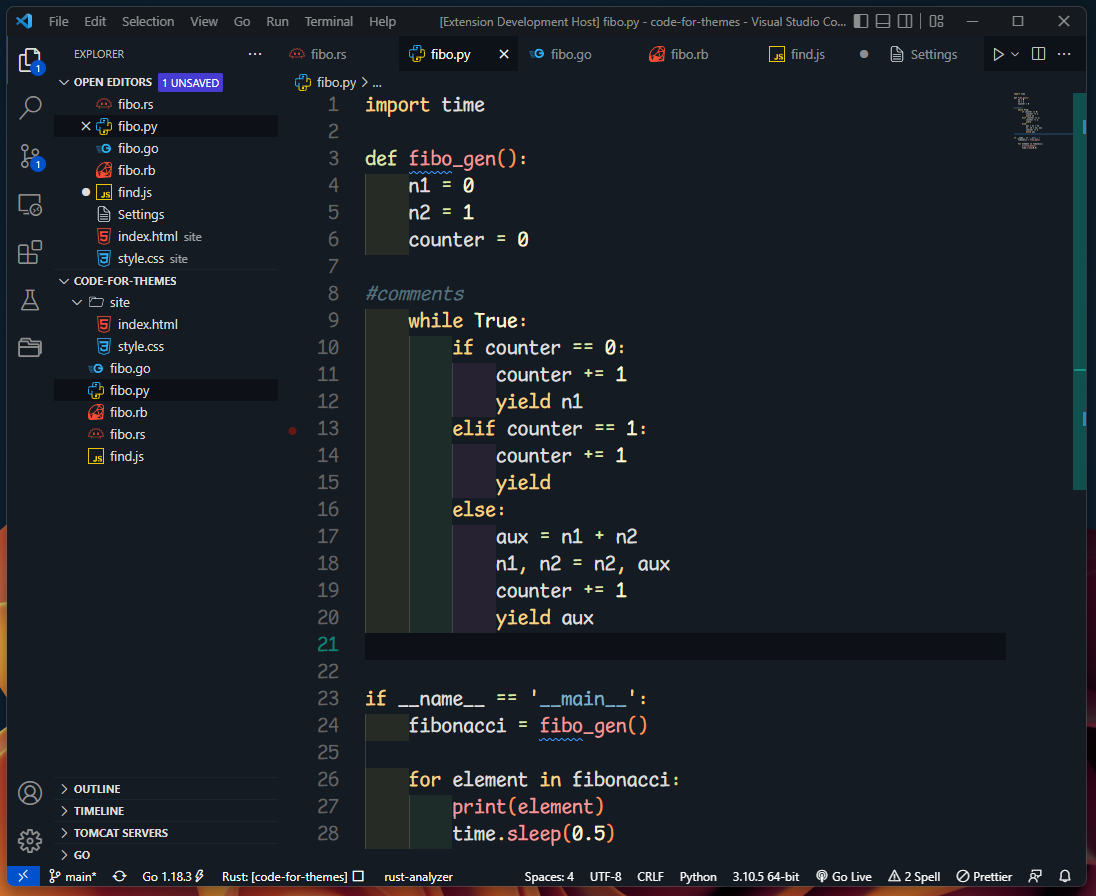 File Edit Selection View Go Run Terminal Help [Extension Development Host] fibo.py - code-for-themes - Visual Studio Co...
EXPLORER
OPEN EDITORS 1 UNSAVED
fibo.rs
fibo.py
fibo.go
fibo.rb
find.js
Settings
index.html site
style.css site
CODE-FOR-THEMES
site
index.html
style.css
fibo.go
fibo.py
fibo.rb
fibo.rs
find.js
OUTLINE
TIMELINE
TOMCAT SERVERS
GO
1
1
fibo.rs fibo.py fibo.go fibo.rb find.js Settings
fibo.py > ...
1 import time
2
3 def fibo_gen():
4 n1 = 0
5 n2 = 1
6 counter = 0
7
8 #comments
9 while True:
10 if counter == 0:
11 counter += 1
12 yield n1
13 elif counter == 1:
14 counter += 1
15 yield
16 else:
17 aux = n1 + n2
18 n1, n2 = n2, aux
19 counter += 1
20 yield aux
21
22
23 if __name__ == '__main__':
24 fibonacci = fibo_gen()
25
26 for element in fibonacci:
27 print(element)
28 time.sleep(0.5)
main* Go 1.18.3 Rust: [code-for-themes] rust-analyzer Spaces: 4 UTF-8 CRLF Python 3.10.5 64-bit Go Live 2 Spell Prettier